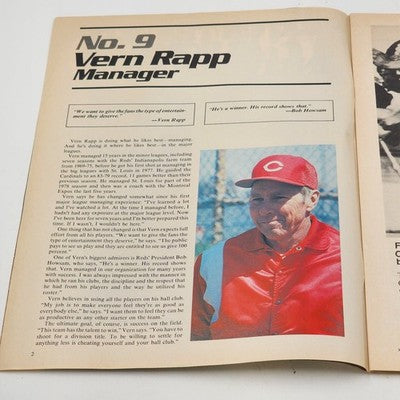 No. 9
Vern Rapp
Manager
"We want to give the fans the type of entertain-
ment they deserve."
—Vern Rapp
"He's a winner. His record shows that."
—Bob Howsam
Vern Rapp is doing what he likes best—managing.
And he's doing it where he likes best—in the major
leagues.
Vern managed 15 years in the minor leagues, including
seven seasons with the Reds' Indianapolis farm team
from 1969-75, before he got his first shot at managing in
the big leagues with St. Louis in 1977. He guided the
Cardinals to an 83-79 record, 11 games better than their
previous season. He managed St. Louis for part of the
1978 season and then was a coach with the Montreal
Expos the last five years.
Vern says he has changed somewhat since his first
major league managing experience. "I've learned a lot
and I've watched a lot. At the time I managed before, I
hadn't had any experience at the major league level. Now
I've been here for seven years and I'm better prepared this
time. If I wasn't, I wouldn't be here."
One thing that has not changed is that Vern expects full
effort from all his players. "We want to give the fans the
type of entertainment they deserve," he says. "The public
pays to see us play and they are entitled to see us give 100
percent."
One of Vern's biggest admirers is Reds' President Bob
Howsam, who says, "He's a winner. His record shows
that. Vern managed in our organization for many years
with success. I was always impressed with the manner in
which he ran his clubs, the discipline and the respect that
he had from his players and the way he utilized his
roster."
Vern believes in using all the players on his ball club.
"My job is to make everyone feel they're as good as
everybody else," he says. "I want them to feel they can be
as productive as any other starter on the team."
The ultimate goal, of course, is success on the field.
"This team has the talent to win," Vern says. "You have to
shoot for a division title. To be willing to settle for
anything less is cheating yourself and your ball club."
2
C